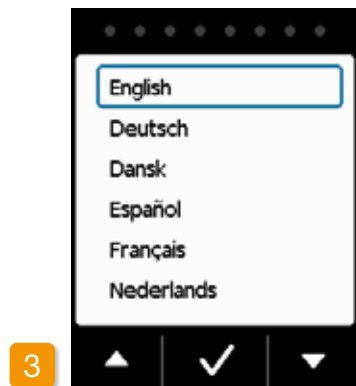 English
Deutsch
Dansk
Español
Français
Nederlands
3